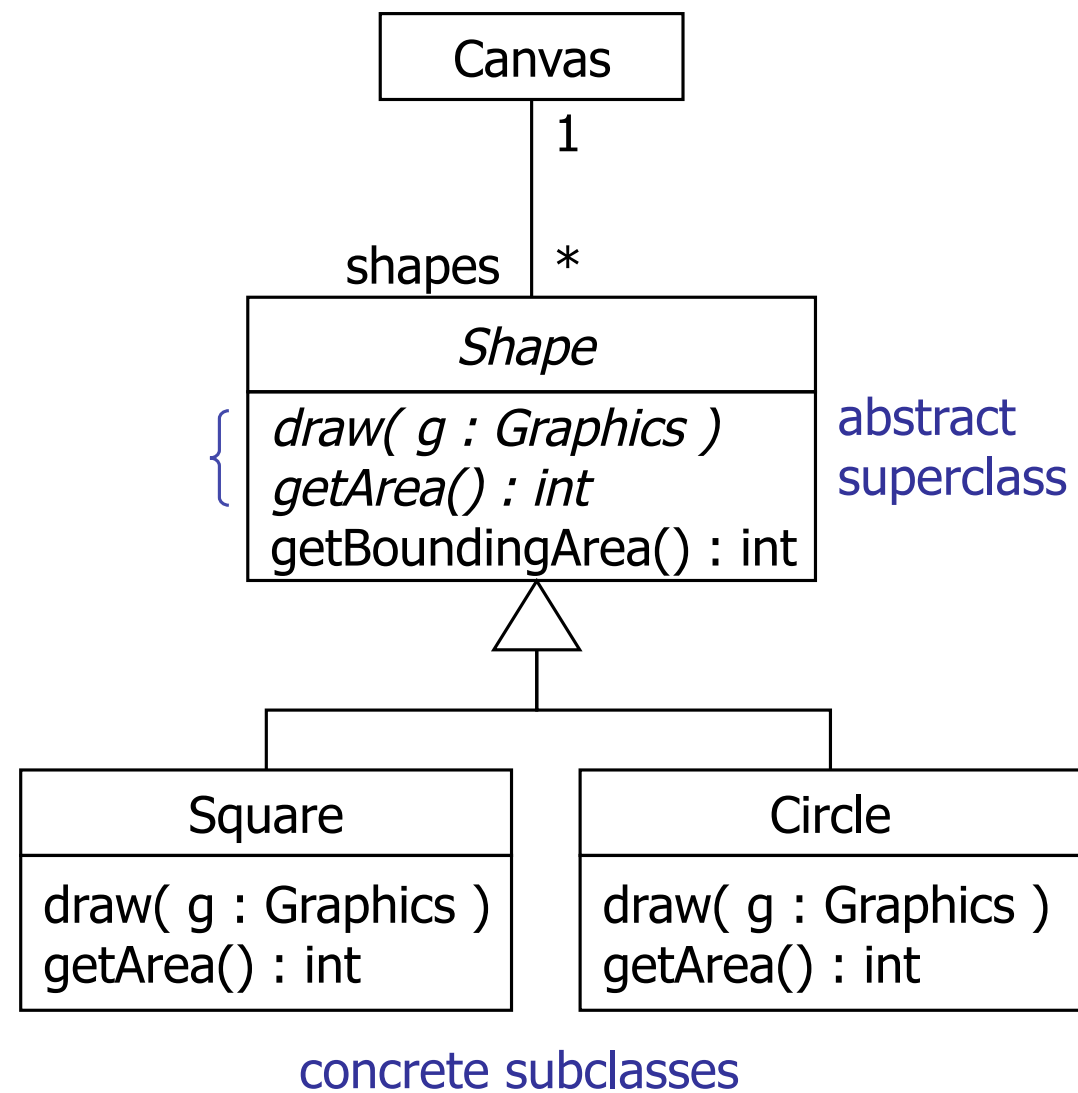 Canvas
1
shapes *
Shape
draw( g : Graphics )
getArea() : int
getBoundingArea() : int
abstract
superclass
Square
draw( g : Graphics )
getArea() : int
Circle
draw( g : Graphics )
getArea() : int
concrete subclasses